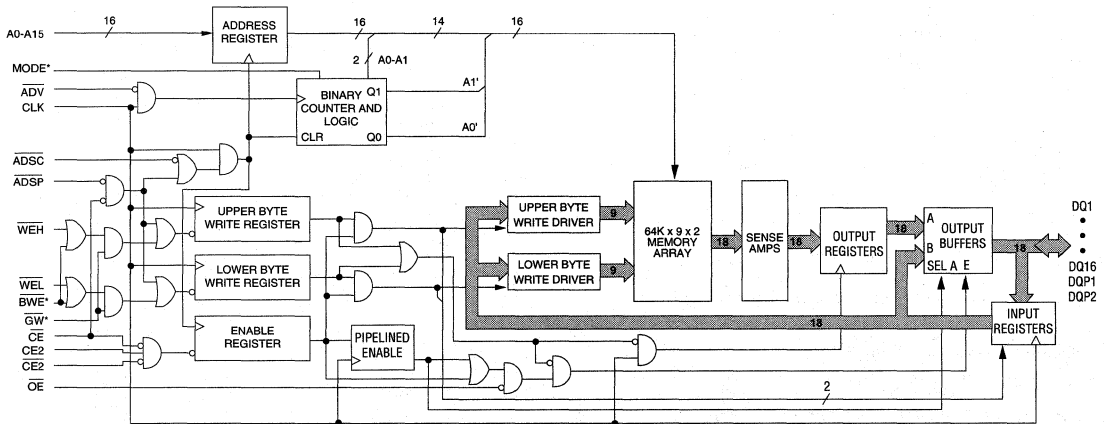 A0-A15
16
ADDRESS
REGISTER
16
14
16
2
A0-A1
MODE*
ADV
CLK
BINARY
COUNTER AND
LOGIC
Q1
CLR
Q0
A1'
A0'
ADSC
ADSP
WEH
UPPER BYTE
WRITE REGISTER
LOWER BYTE
WRITE REGISTER
WEL
BWE*
GW*
CE
CE2
CE2
OE
ENABLE
REGISTER
PIPELINED
ENABLE
UPPER BYTE
WRITE DRIVER
9
LOWER BYTE
WRITE DRIVER
9
64K x 9 x 2
MEMORY
ARRAY
18
SENSE
AMPS
18
OUTPUT
REGISTERS
18
A
B
OUTPUT
BUFFERS
SEL A E
18
DQ1
DQ16
DQP1
DQP2
INPUT
REGISTERS
18
2